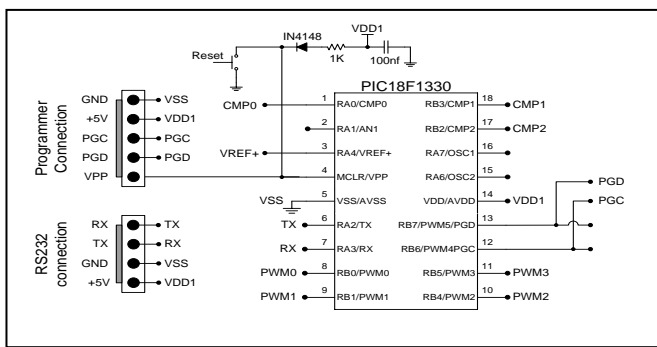 IN4148
VDD1
Reset
1K
100nf
PIC18F1330
CMP0
1 RA0/CMP0 RB3/CMP1 18 CMP1
2 RA1/AN1 RB2/CMP2 17 CMP2
VREF+ 3 RA4/VREF+ RA7/OSC1 16
4 MCLR/VPP RA6/OSC2 15
VSS 5 VSS/AVSS VDD/AVDD 14 VDD1
TX 6 RA2/TX RB7/PWM5/PGD 13
RX 7 RA3/RX RB6/PWM4PGC 12
PWM0 8 RB0/PWM0 RB5/PWM3 11 PWM3
PWM1 9 RB1/PWM1 RB4/PWM2 10 PWM2
PGD
PGC
Programmer
Connection
GND VSS
+5V VDD1
PGC PGC
PGD PGD
VPP
RS232
connection
RX TX
TX RX
GND VSS
+5V VDD1